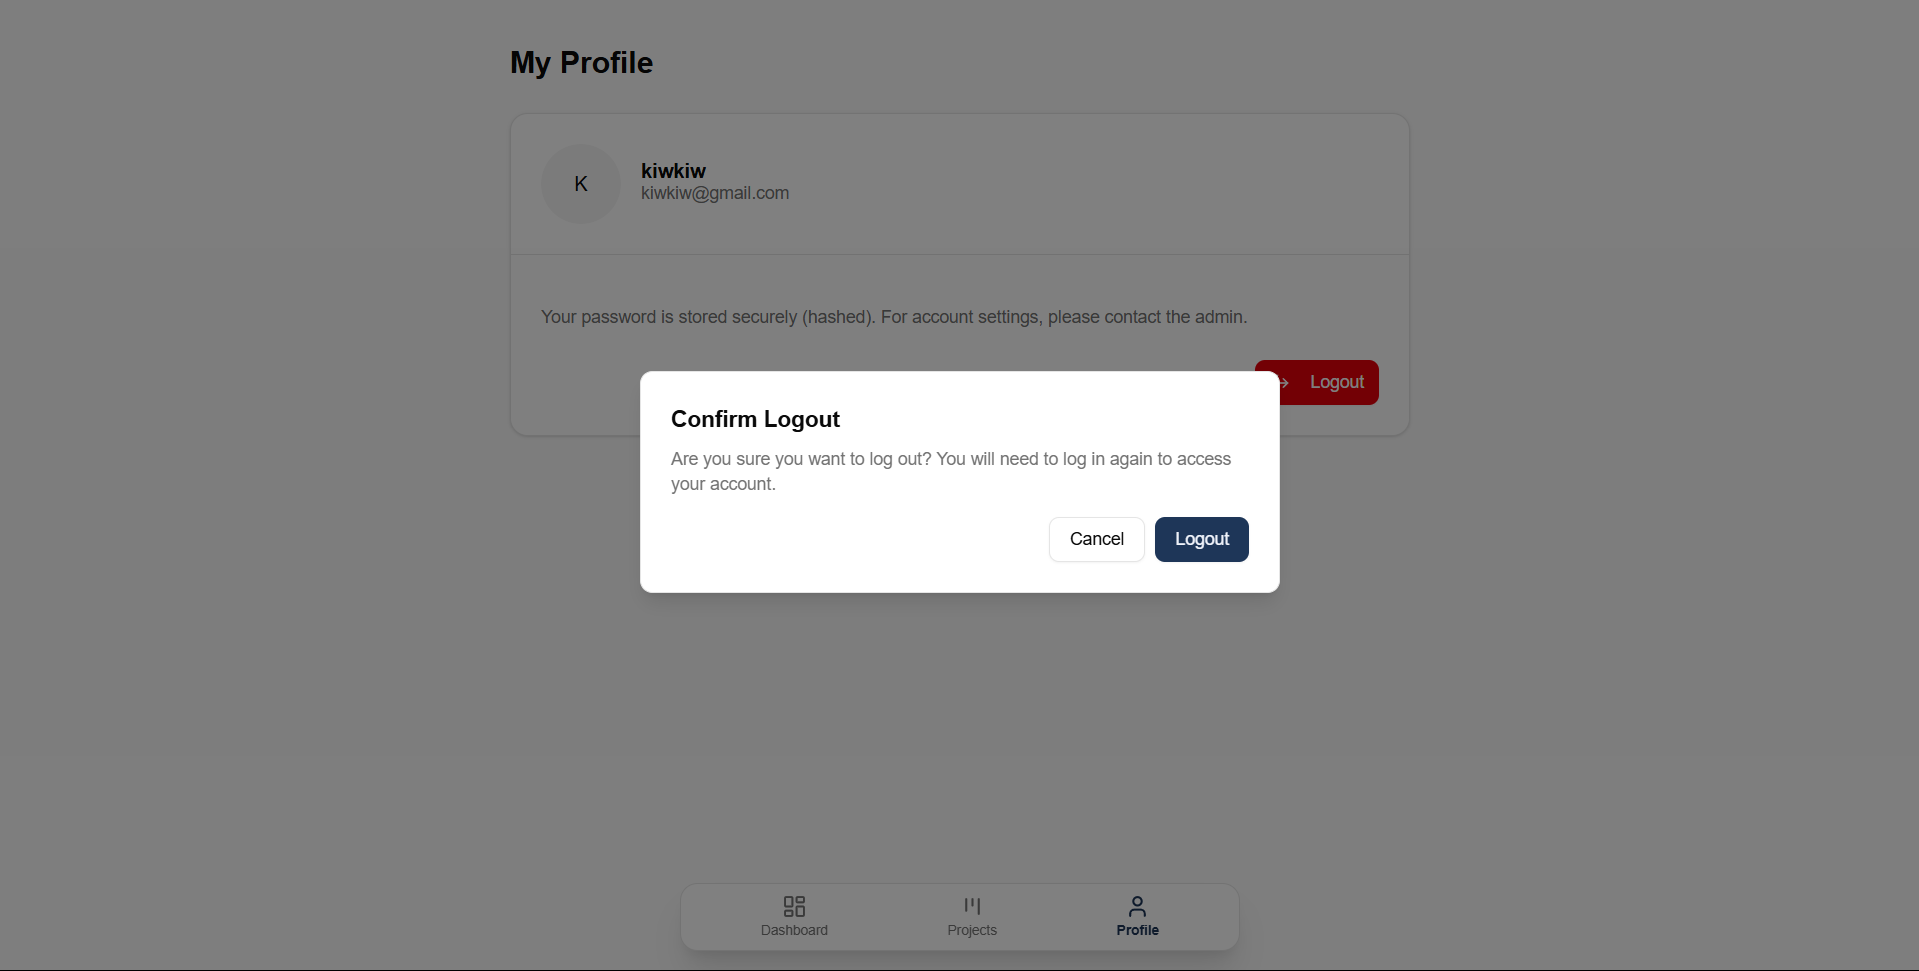 My Profile
K
kiwkiw
kiwkiw@gmail.com
Your password is stored securely (hashed). For account settings, please contact the admin.
Logout
Confirm Logout
Are you sure you want to log out? You will need to log in again to access
your account.
Cancel
Logout
Dashboard
Projects
Profile